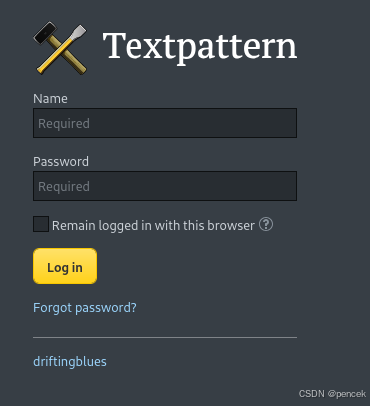 Textpattern
Name
Required
Password
Required
Remain logged in with this browser ?
Log in
Forgot password?
driftingblues
CSDN @pencek